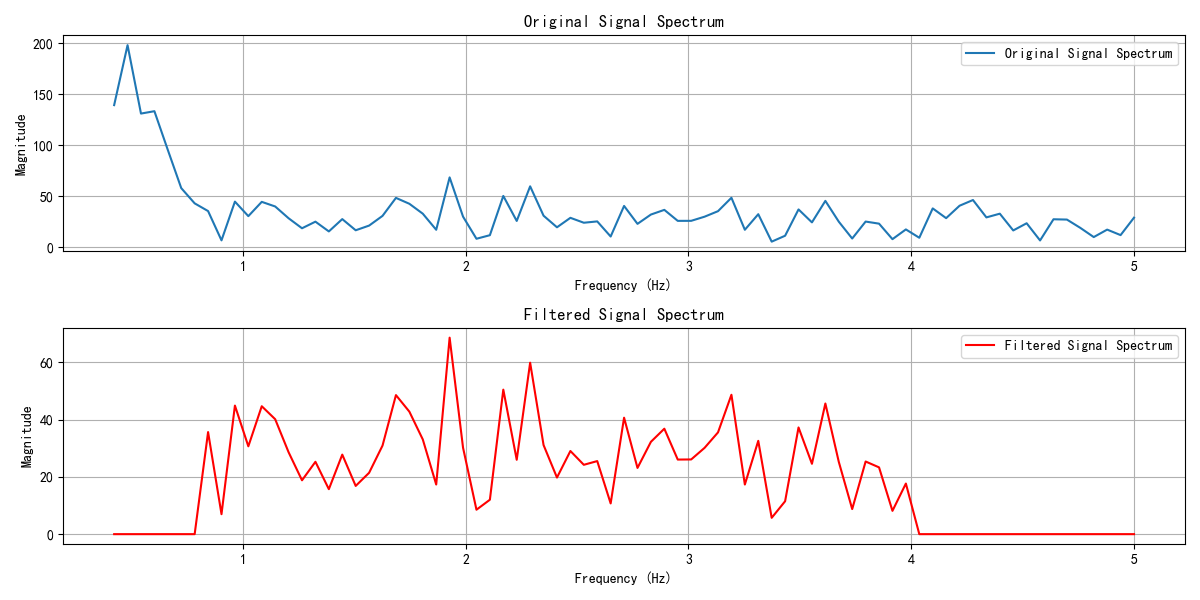 Original Signal Spectrum
200
150
100
50
0
Magnitude
Original Signal Spectrum
1 2 3 4 5
Frequency (Hz)
Filtered Signal Spectrum
60
40
20
0
Magnitude
Filtered Signal Spectrum
1 2 3 4 5
Frequency (Hz)